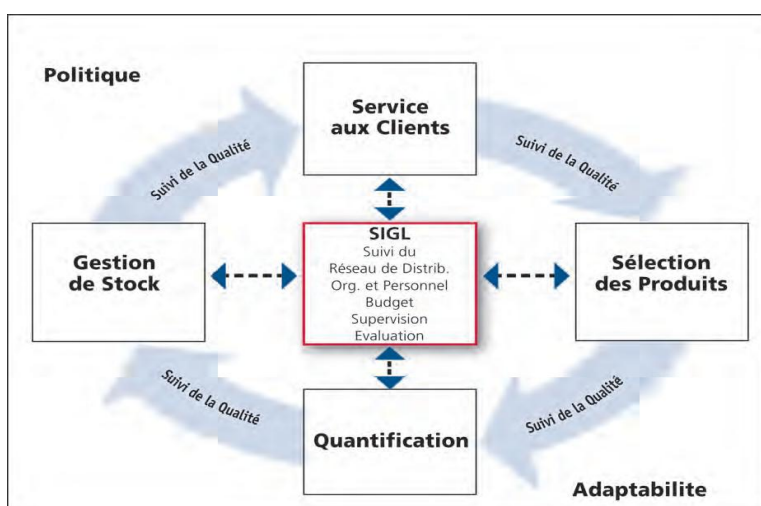 Politique
Service
aux Clients
Suivi de la Qualité
Suivi de la Qualité
Gestion
de Stock
SIGL
Suivi du
Réseau de Distrib.
Org. et Personnel
Budget
Supervision
Evaluation
Sélection
des Produits
Suivi de la Qualité
Suivi de la Qualité
Quantification
Adaptabilite